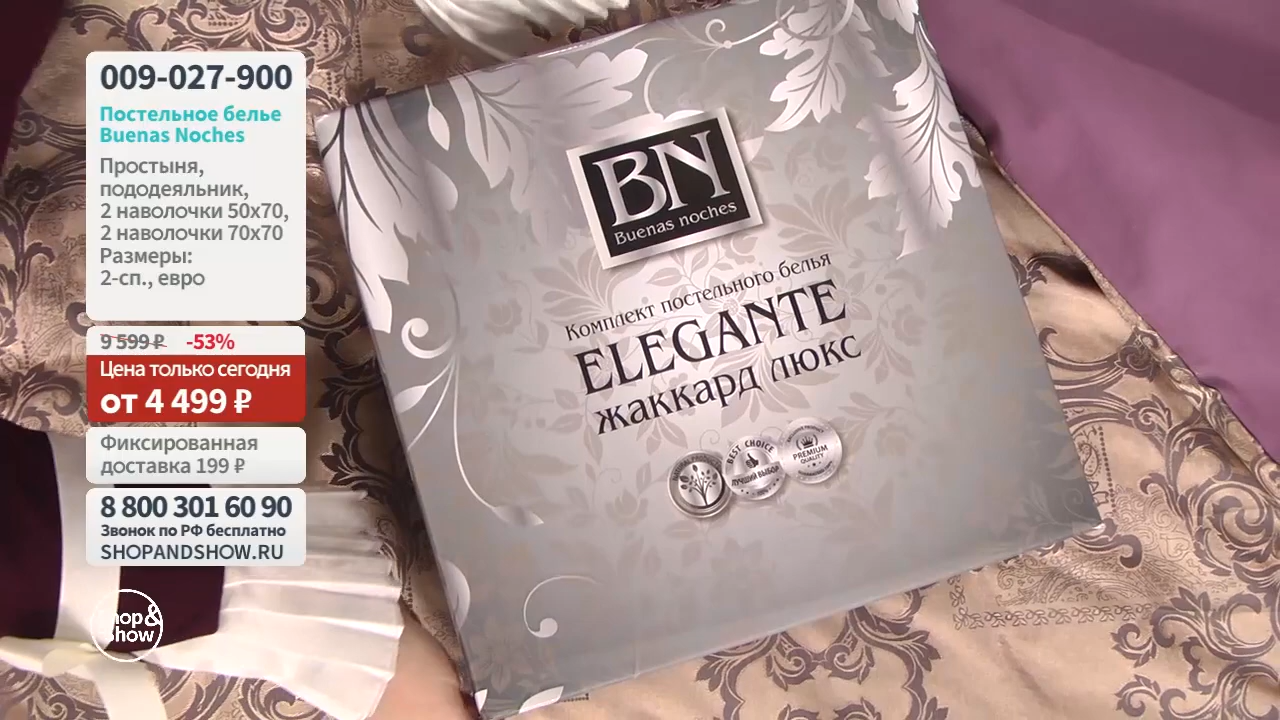 009-027-900
Постельное белье
Buenas Noches
Простыня,
пододеяльник,
2 наволочки 50х70,
2 наволочки 70х70
Размеры:
2-сп., евро
9 599 ₽ -53%
Цена только сегодня
от 4 499 ₽
Фиксированная
доставка 199 ₽
8 800 301 60 90
Звонок по РФ бесплатно
SHOPANDSHOW.RU
Shop&
Show
BN
Buenas noches
Комплект постельного белья
ELEGANTE
жаккард люкс
BEST CHOICE
ЛУЧШИЙ ВЫБОР
PREMIUM
QUALITY